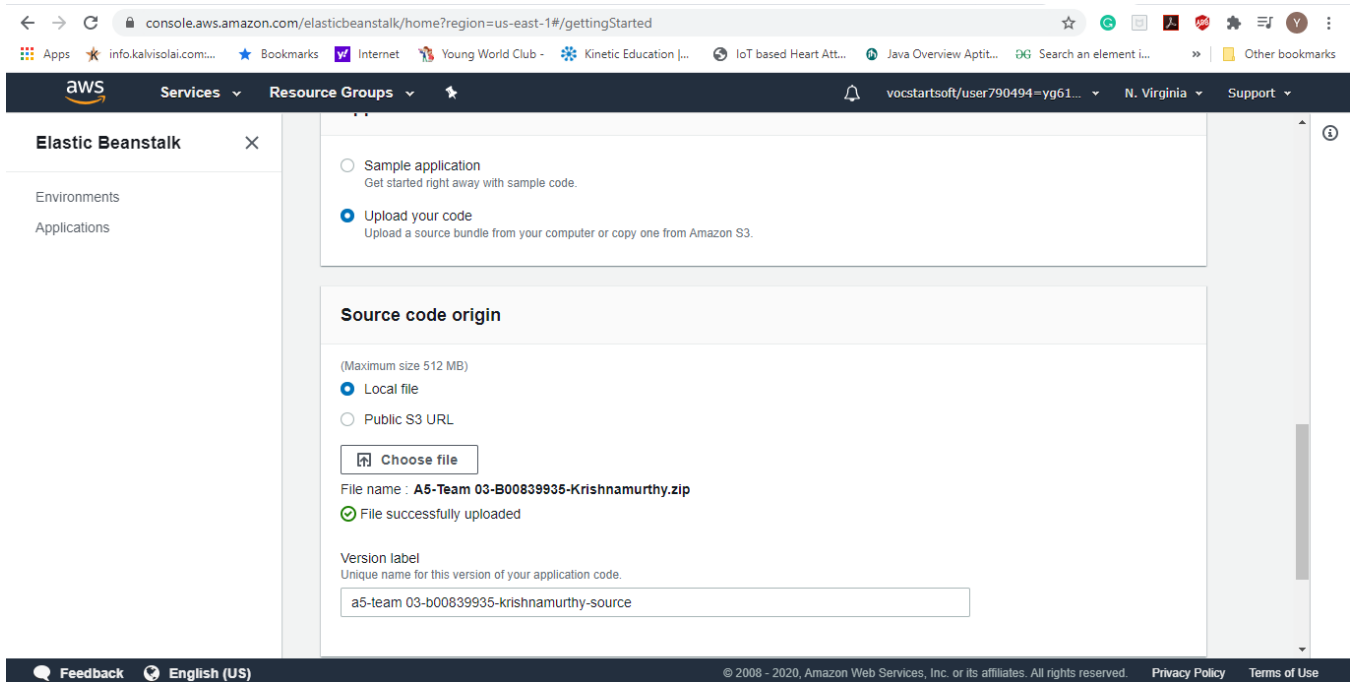 console.aws.amazon.com/elasticbeanstalk/home?region=us-east-1#/gettingStarted
Y
Apps info.kalvisolai.com:... Bookmarks Internet Young World Club - Kinetic Education |... IoT based Heart Att... Java Overview Aptit... Search an element i... » Other bookmarks
aws Services Resource Groups vocstartsoft/user790494=yg61... N. Virginia Support
Elastic Beanstalk
Environments
Applications
Sample application
Get started right away with sample code.
Upload your code
Upload a source bundle from your computer or copy one from Amazon S3.
Source code origin
(Maximum size 512 MB)
Local file
Public S3 URL
Choose file
File name : A5-Team 03-B00839935-Krishnamurthy.zip
File successfully uploaded
Version label
Unique name for this version of your application code.
a5-team 03-b00839935-krishnamurthy-source
Feedback English (US) © 2008 - 2020, Amazon Web Services, Inc. or its affiliates. All rights reserved. Privacy Policy Terms of Use